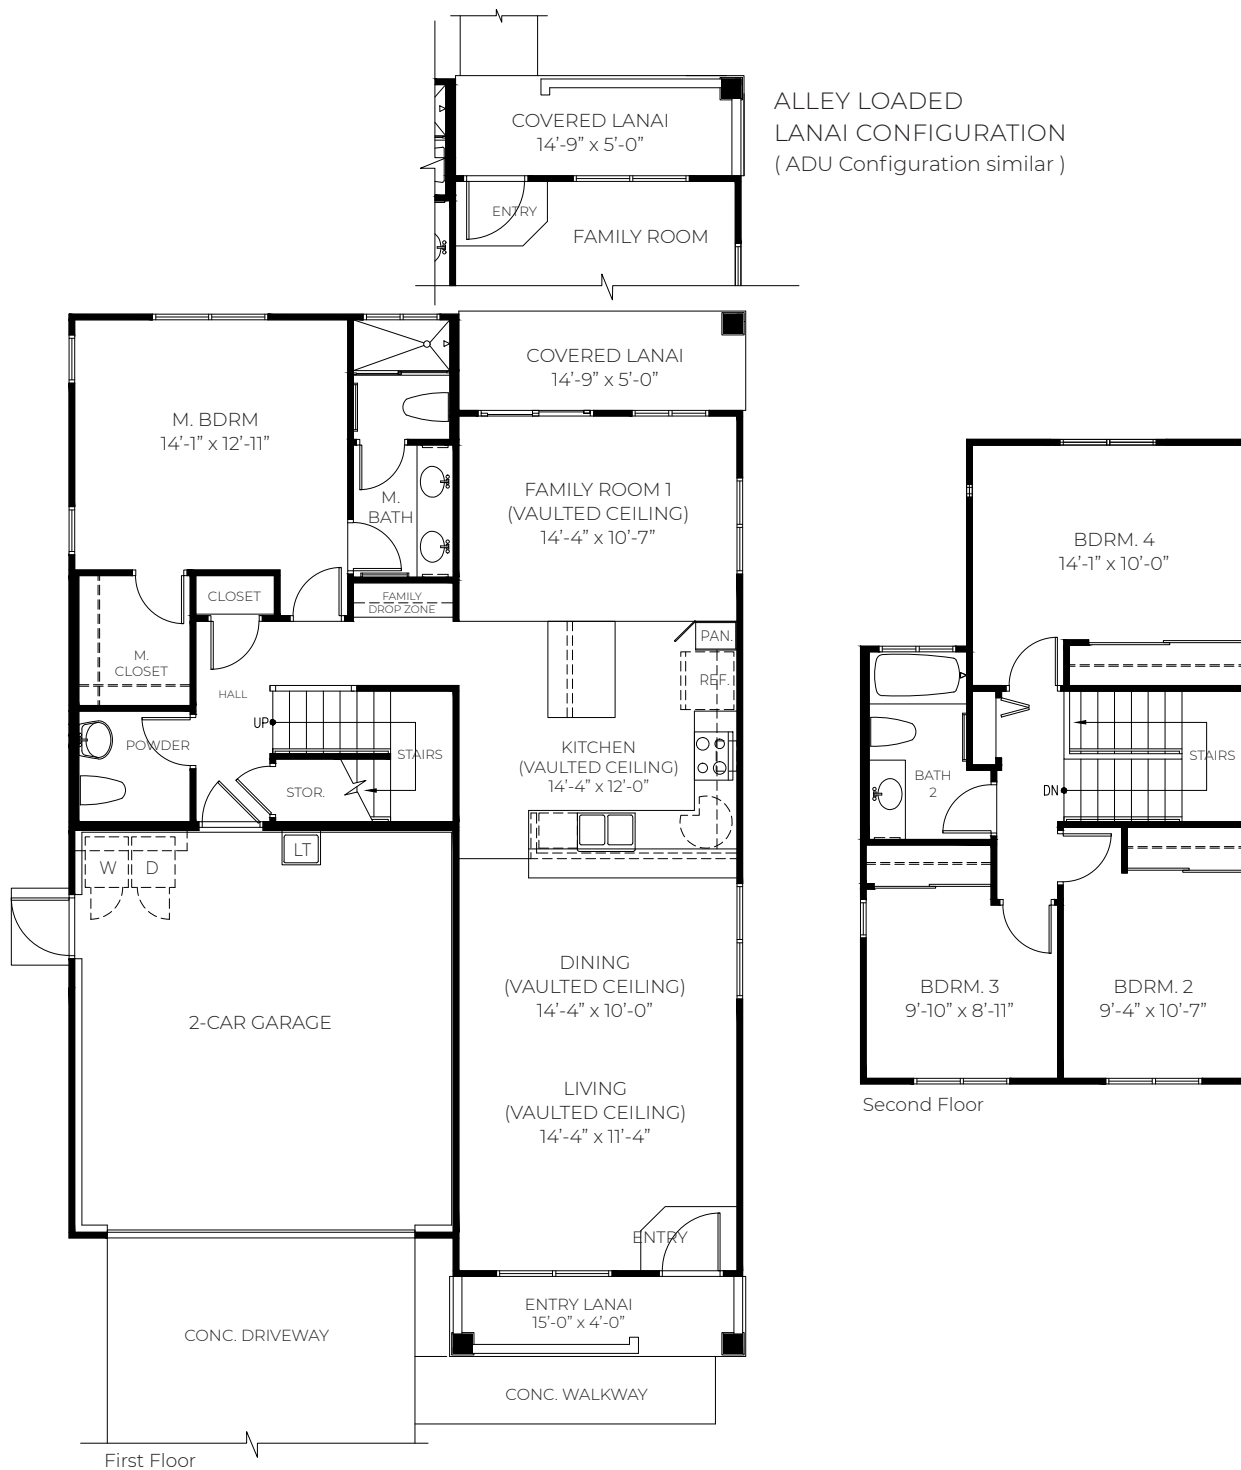 ALLEY LOADED
LANAI CONFIGURATION
( ADU Configuration similar )
COVERED LANAI
14'-9" x 5'-0"
ENTRY
FAMILY ROOM
COVERED LANAI
14'-9" x 5'-0"
M. BDRM
14'-1" x 12'-11"
M.
BATH
FAMILY ROOM 1
(VAULTED CEILING)
14'-4" x 10'-7"
CLOSET
FAMILY
DROP ZONE
M.
CLOSET
HALL
PAN.
REF.
UP
POWDER
STAIRS
STOR.
KITCHEN
(VAULTED CEILING)
14'-4" x 12'-0"
W
D
LT
2-CAR GARAGE
DINING
(VAULTED CEILING)
14'-4" x 10'-0"
LIVING
(VAULTED CEILING)
14'-4" x 11'-4"
ENTRY
ENTRY LANAI
15'-0" x 4'-0"
CONC. DRIVEWAY
CONC. WALKWAY
First Floor
BDRM. 4
14'-1" x 10'-0"
BATH
2
STAIRS
DN
BDRM. 3
9'-10" x 8'-11"
BDRM. 2
9'-4" x 10'-7"
Second Floor